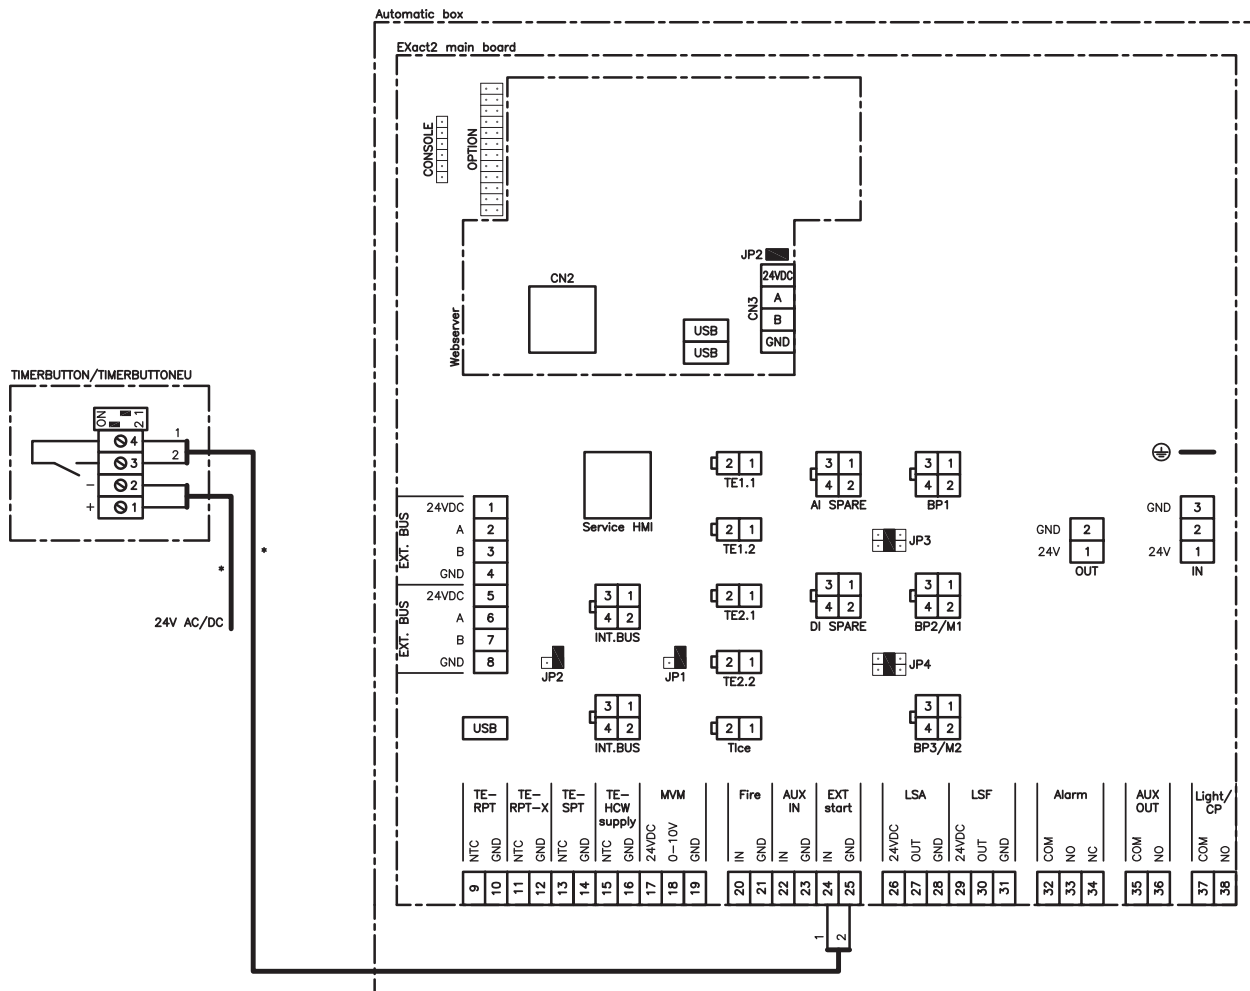 Automatic box
EXact2 main board
CONSOLE
OPTION
JP2
24VDC
A
B
GND
CN3
CN2
USB
USB
Webserver
TIMERBUTTON/TIMERBUTTONEU
ON
1
2
4
3
- 2
+ 1
1
2
*
*
24V AC/DC
EXT. BUS
24VDC 1
A 2
B 3
GND 4
EXT. BUS
24VDC 5
A 6
B 7
GND 8
USB
Service HMI
3 1
4 2
INT.BUS
JP2
JP1
3 1
4 2
INT.BUS
2 1
TE1.1
2 1
TE1.2
2 1
TE2.1
2 1
TE2.2
2 1
TIce
3 1
4 2
AI SPARE
3 1
4 2
BP1
JP3
3 1
4 2
DI SPARE
3 1
4 2
BP2/M1
JP4
3 1
4 2
BP3/M2
GND 2
24V 1
OUT
GND 3
2
24V 1
IN
TE-RPT
TE-RPT-X
TE-SPT
TE-HCW supply
MVM
Fire
AUX IN
EXT start
LSA
LSF
Alarm
AUX OUT
Light/CP
NTC GND NTC GND NTC GND NTC GND 24VDC 0-10V GND IN GND IN GND IN GND 24VDC OUT GND 24VDC OUT GND COM NO NC COM NO COM NO
9 10 11 12 13 14 15 16 17 18 19 20 21 22 23 24 25 26 27 28 29 30 31 32 33 34 35 36 37 38
1 2